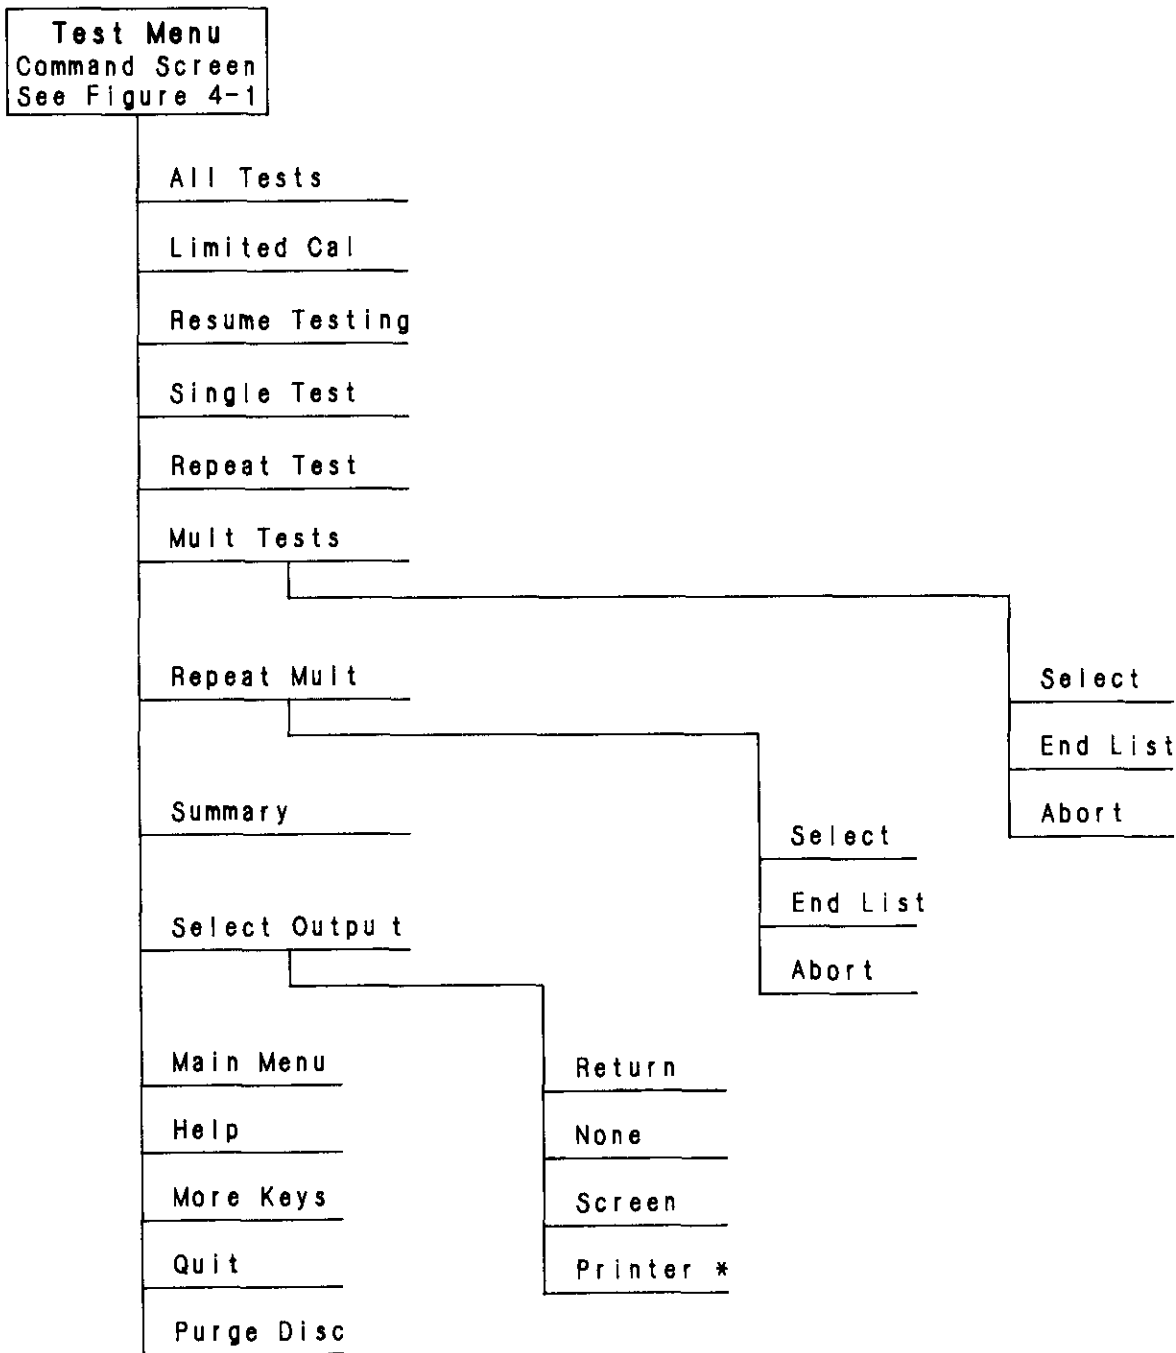 Test Menu
Command Screen
See Figure 4-1
All Tests
Limited Cal
Resume Testing
Single Test
Repeat Test
Mult Tests
Select
End List
Abort
Repeat Mult
Select
End List
Abort
Summary
Select Output
Return
None
Screen
Printer *
Main Menu
Help
More Keys
Quit
Purge Disc